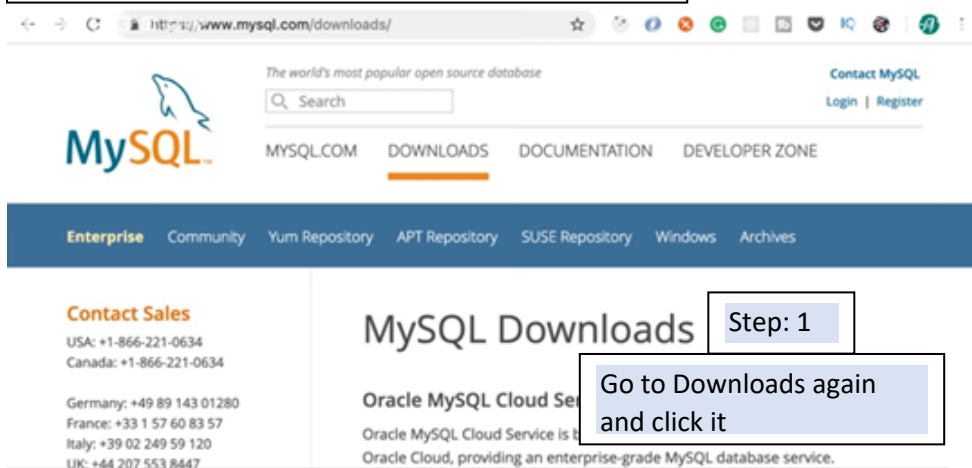 https://www.mysql.com/downloads/
The world's most popular open source database
Contact MySQL
Search
Login | Register
MySQL™
MYSQL.COM DOWNLOADS DOCUMENTATION DEVELOPER ZONE
Enterprise Community Yum Repository APT Repository SUSE Repository Windows Archives
Contact Sales
USA: +1-866-221-0634
Canada: +1-866-221-0634
Germany: +49 89 143 01280
France: +33 1 57 60 83 57
Italy: +39 02 249 59 120
UK: +44 207 553 8447
MySQL Downloads
Step: 1
Go to Downloads again
and click it
Oracle MySQL Cloud Ser
Oracle MySQL Cloud Service is b
Oracle Cloud, providing an enterprise-grade MySQL database service.